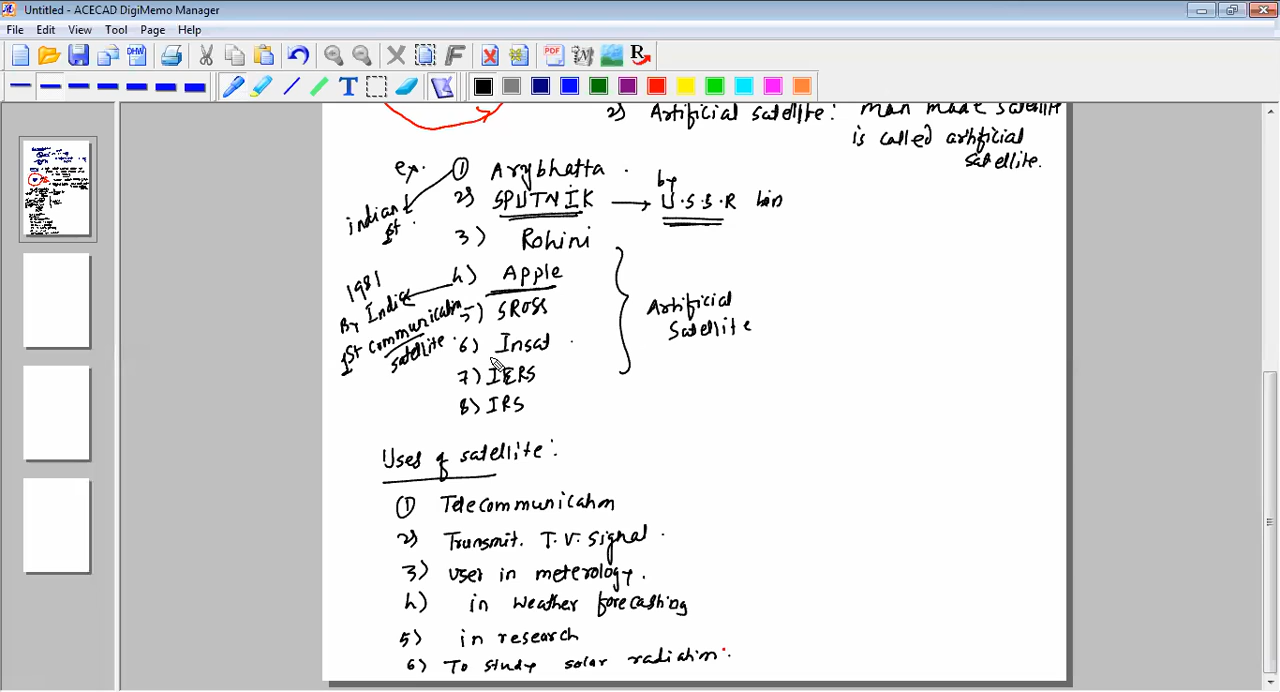 Untitled - ACECAD DigiMemo Manager
File Edit View Tool Page Help
DHW
PDF
2) Artificial satellite: Man made satellite
is called artificial
satellite.
ex. ① Arybhatta.
indian 1st
2) SPUTNIK → by U.S.S.R
3) Rohini
4) Apple
1981
By India
1st communication
satellite.
5) SROSS
6) Insat
7) IERS
8) IRS
Artificial
Satellite
Uses of satellite:
① Telecommunication
2) Transmit. T.V. signal.
3) user in meterology.
4) in weather forecasting
5) in research
6) To study solar radiation.